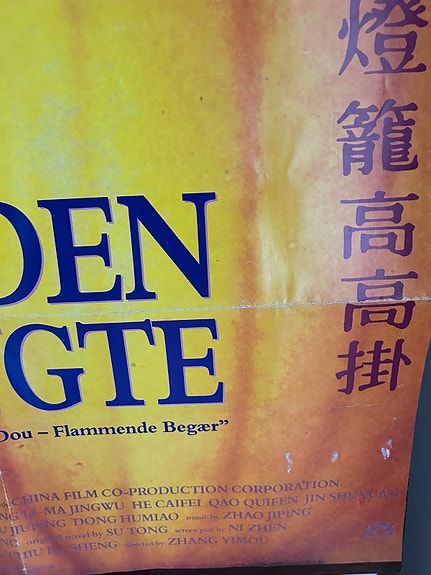 燈籠高高掛
DEN
GTE
Dou – Flammende Begær”
CHINA FILM CO-PRODUCTION CORPORATION.
LI MA JINGWU HE CAIFEI QAO QUIFEN JIN SHUYUAN
DONG HUMIAO music by ZHAO JIPING
novel by SU TONG screen play by NI ZHEN
directed by ZHANG YIMOU